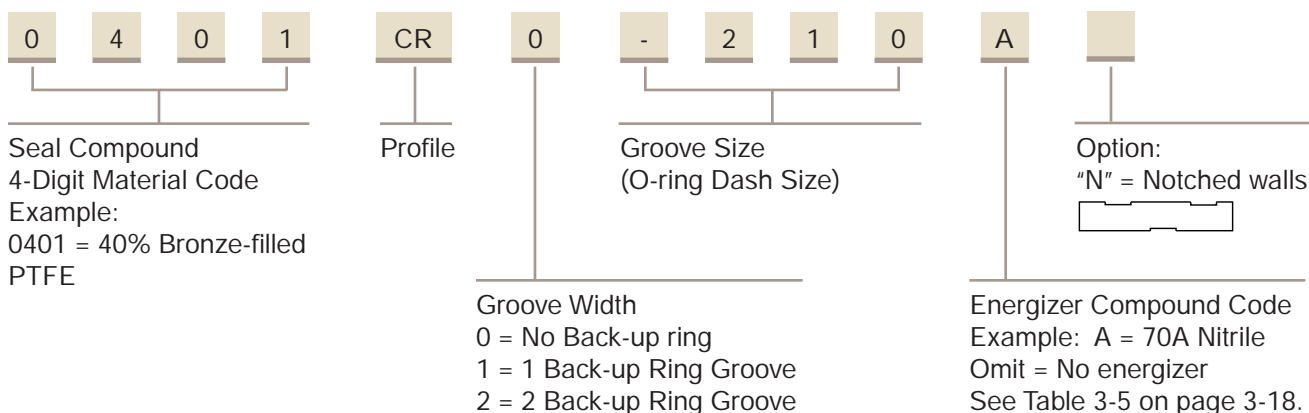 0 4 0 1 CR 0 - 2 1 0 A
Seal Compound
4-Digit Material Code
Example:
0401 = 40% Bronze-filled
PTFE
Profile
Groove Size
(O-ring Dash Size)
Option:
"N" = Notched walls
Groove Width
0 = No Back-up ring
1 = 1 Back-up Ring Groove
2 = 2 Back-up Ring Groove
Energizer Compound Code
Example: A = 70A Nitrile
Omit = No energizer
See Table 3-5 on page 3-18.